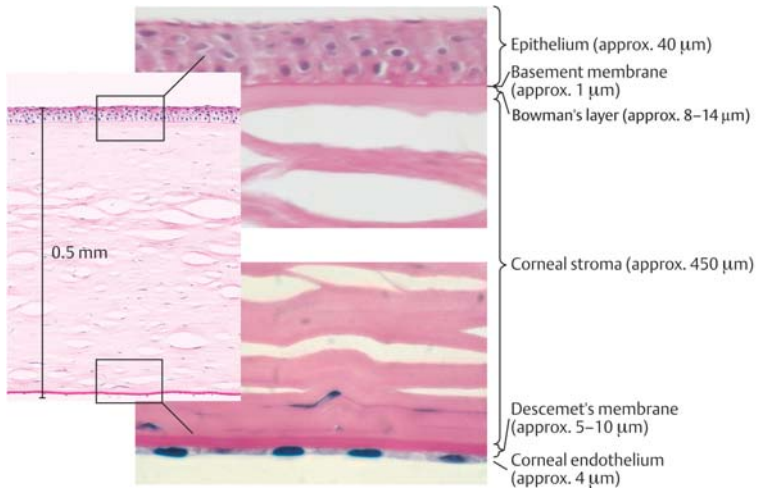 Epithelium (approx. 40 µm)
Basement membrane
(approx. 1 µm)
Bowman's layer (approx. 8–14 µm)
0.5 mm
Corneal stroma (approx. 450 µm)
Descemet's membrane
(approx. 5–10 µm)
Corneal endothelium
(approx. 4 µm)